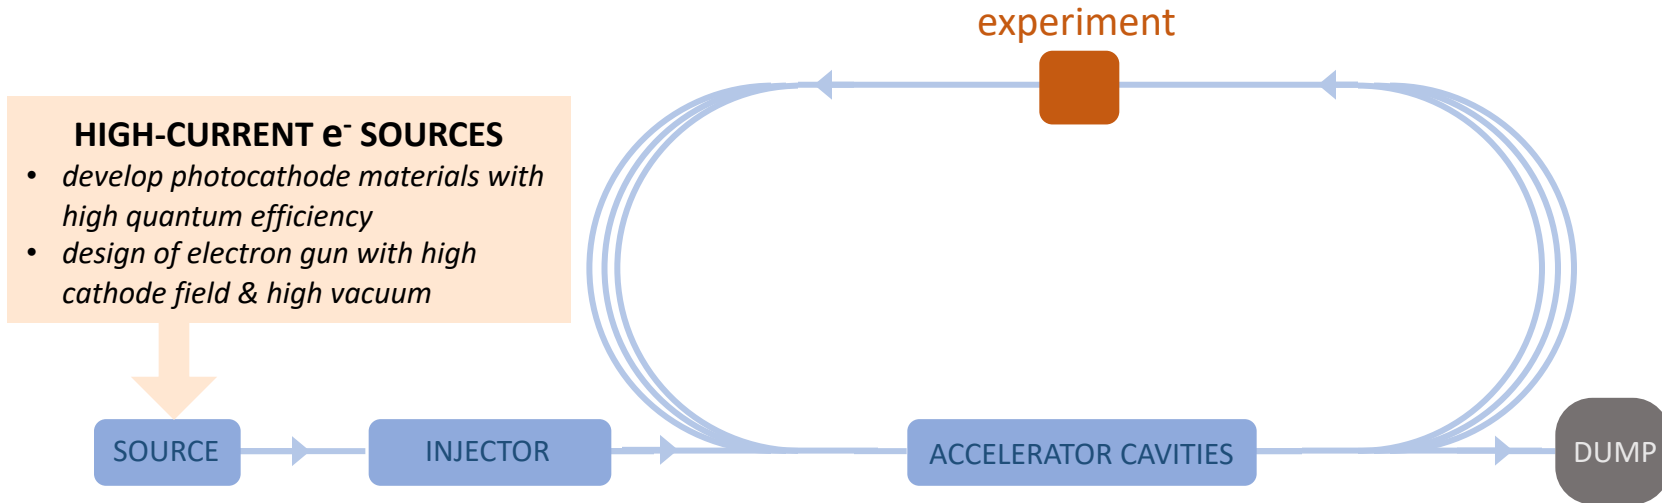 experiment
HIGH-CURRENT e⁻ SOURCES
• develop photocathode materials with
high quantum efficiency
• design of electron gun with high
cathode field & high vacuum
SOURCE
INJECTOR
ACCELERATOR CAVITIES
DUMP